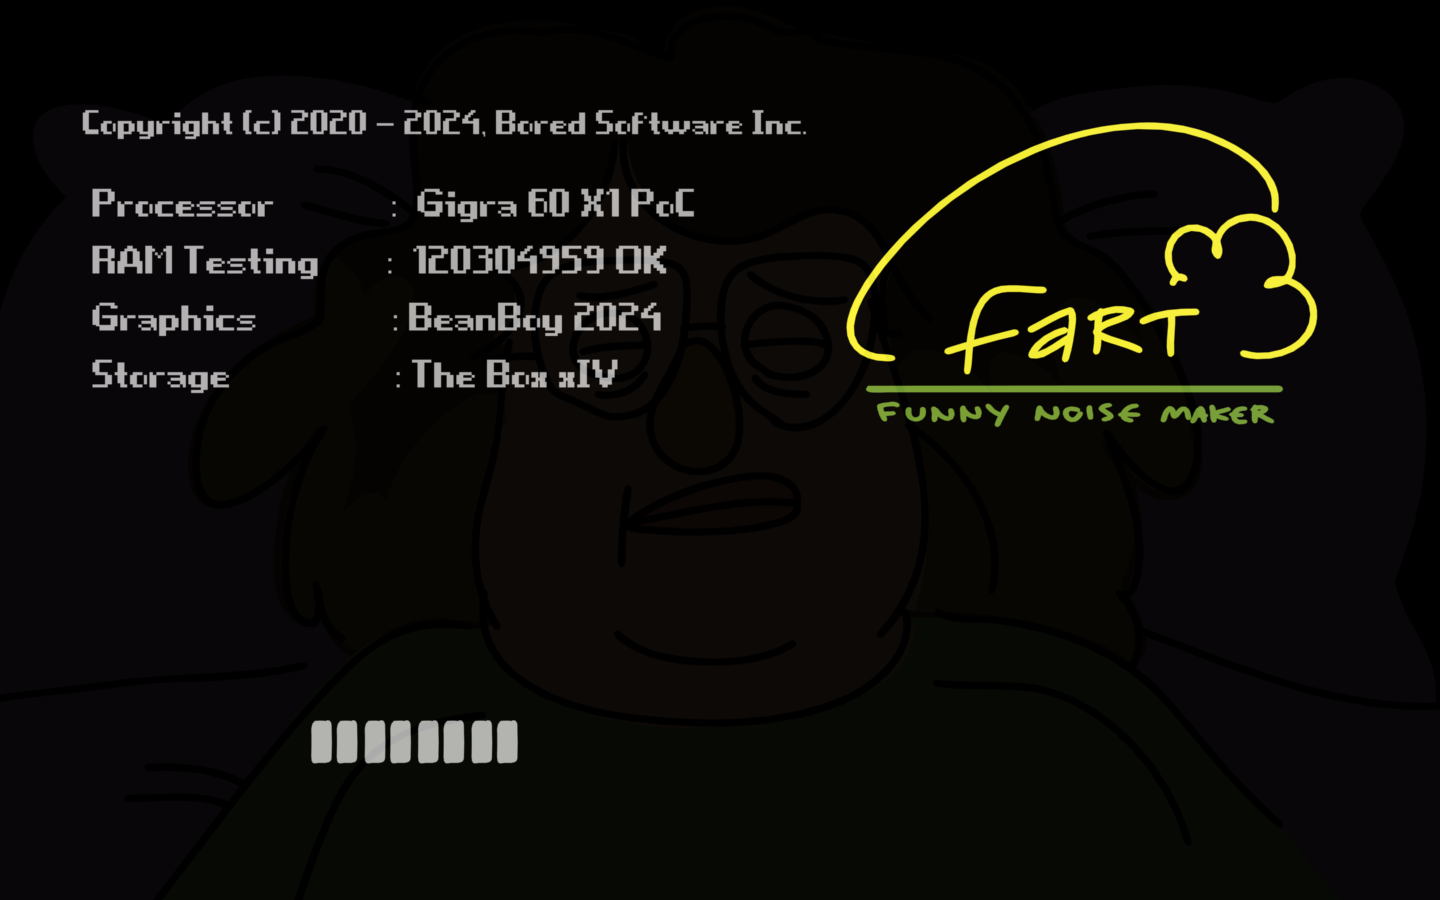 Copyright (c) 2020 - 2024, Bored Software Inc.
Processor : Gigra 60 X1 PoC
RAM Testing : 120304959 OK
Graphics : BeanBoy 2024
Storage : The Box xIV
FART
FUNNY NOISE MAKER